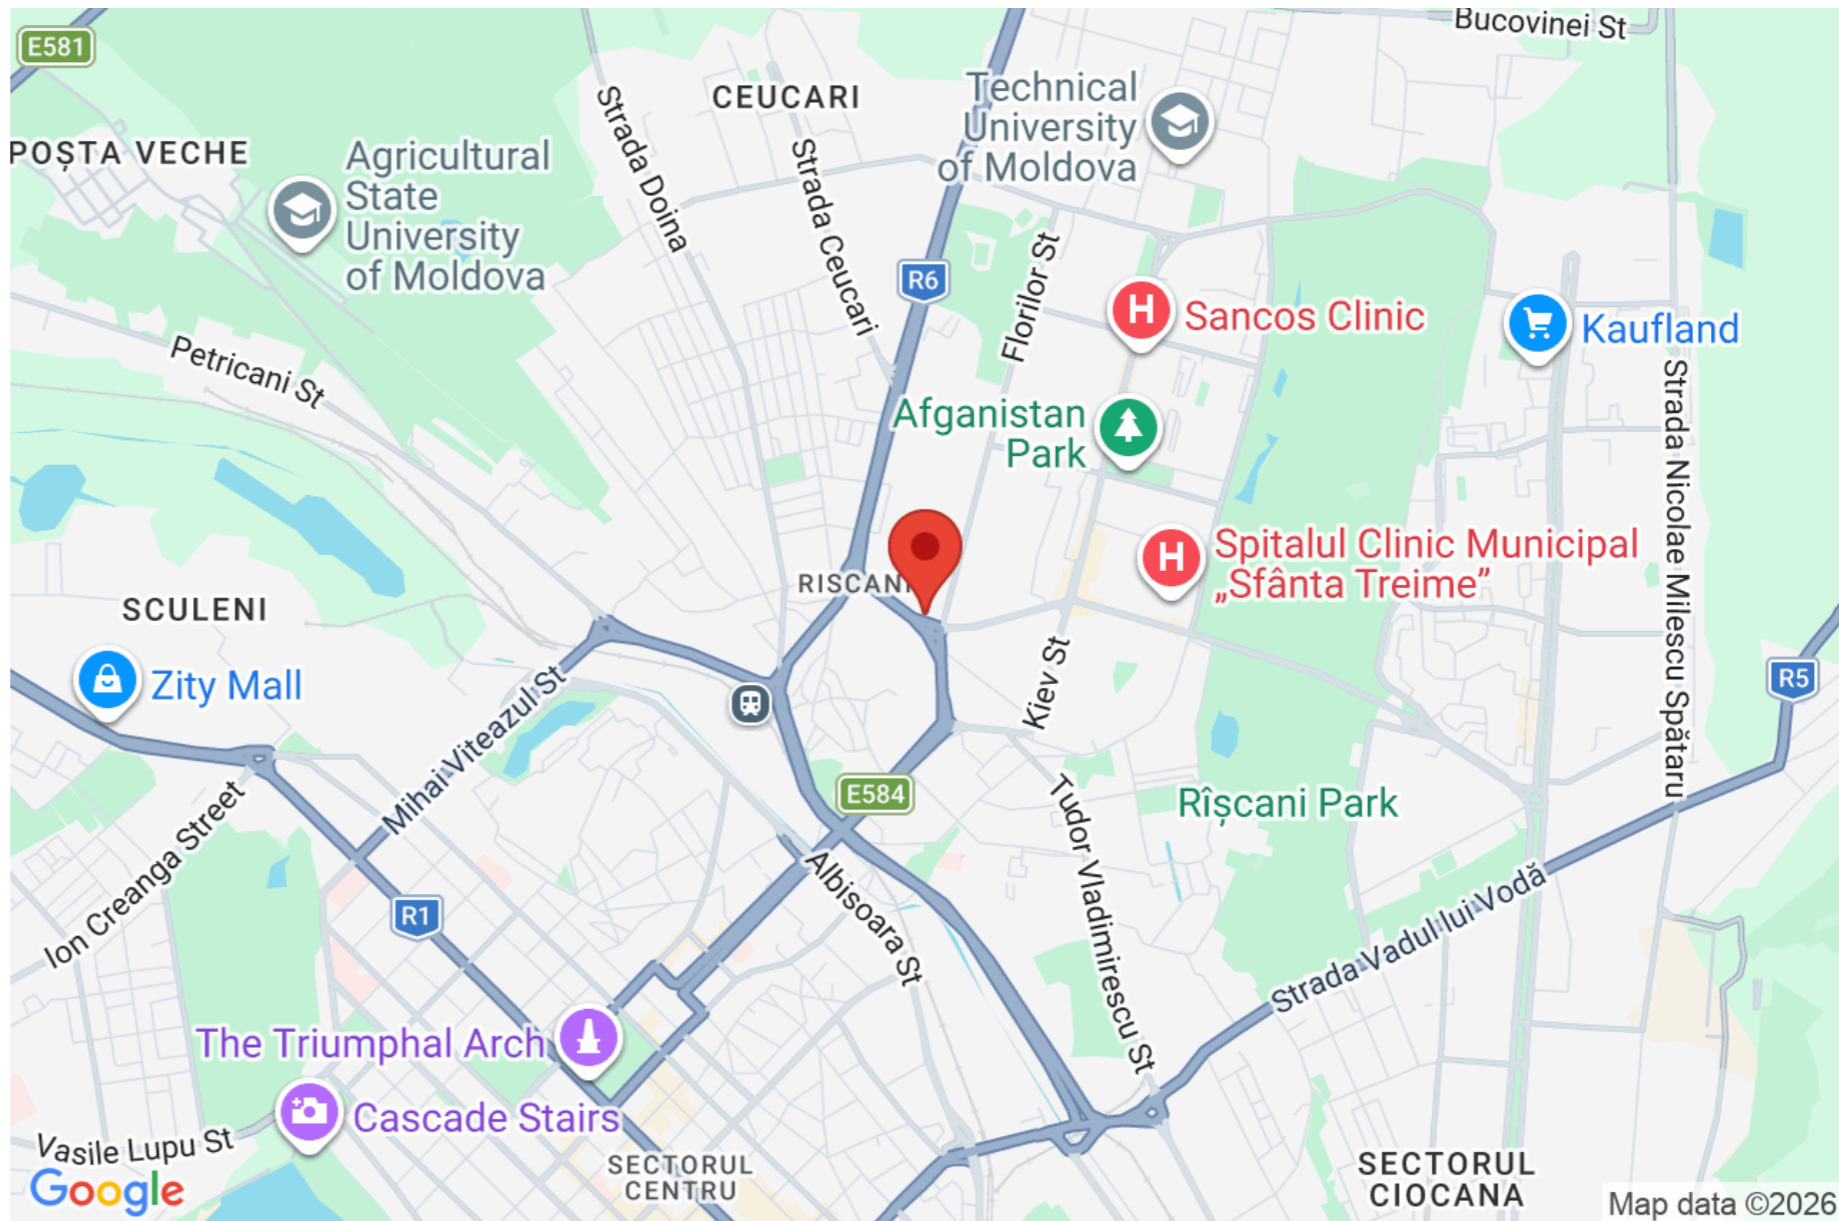 Bucovinei St
E581
CEUCARI
Technical
University
of Moldova
POȘTA VECHE
Agricultural
State
University
of Moldova
Strada Doina
Strada Ceucari
R6
Florilor St
Sancos Clinic
Kaufland
Petricani St
Afganistan
Park
Strada Nicolae Milescu Spătaru
RISCANI
Spitalul Clinic Municipal
„Sfânta Treime”
SCULENI
Zity Mall
Mihai Viteazul St
Kiev St
R5
Ion Creanga Street
E584
Tudor Vladimirescu St
Rîșcani Park
Albisoara St
R1
Strada Vadul lui Vodă
The Triumphal Arch
Cascade Stairs
Vasile Lupu St
SECTORUL
CENTRU
SECTORUL
CIOCANA
Google
Map data ©2026